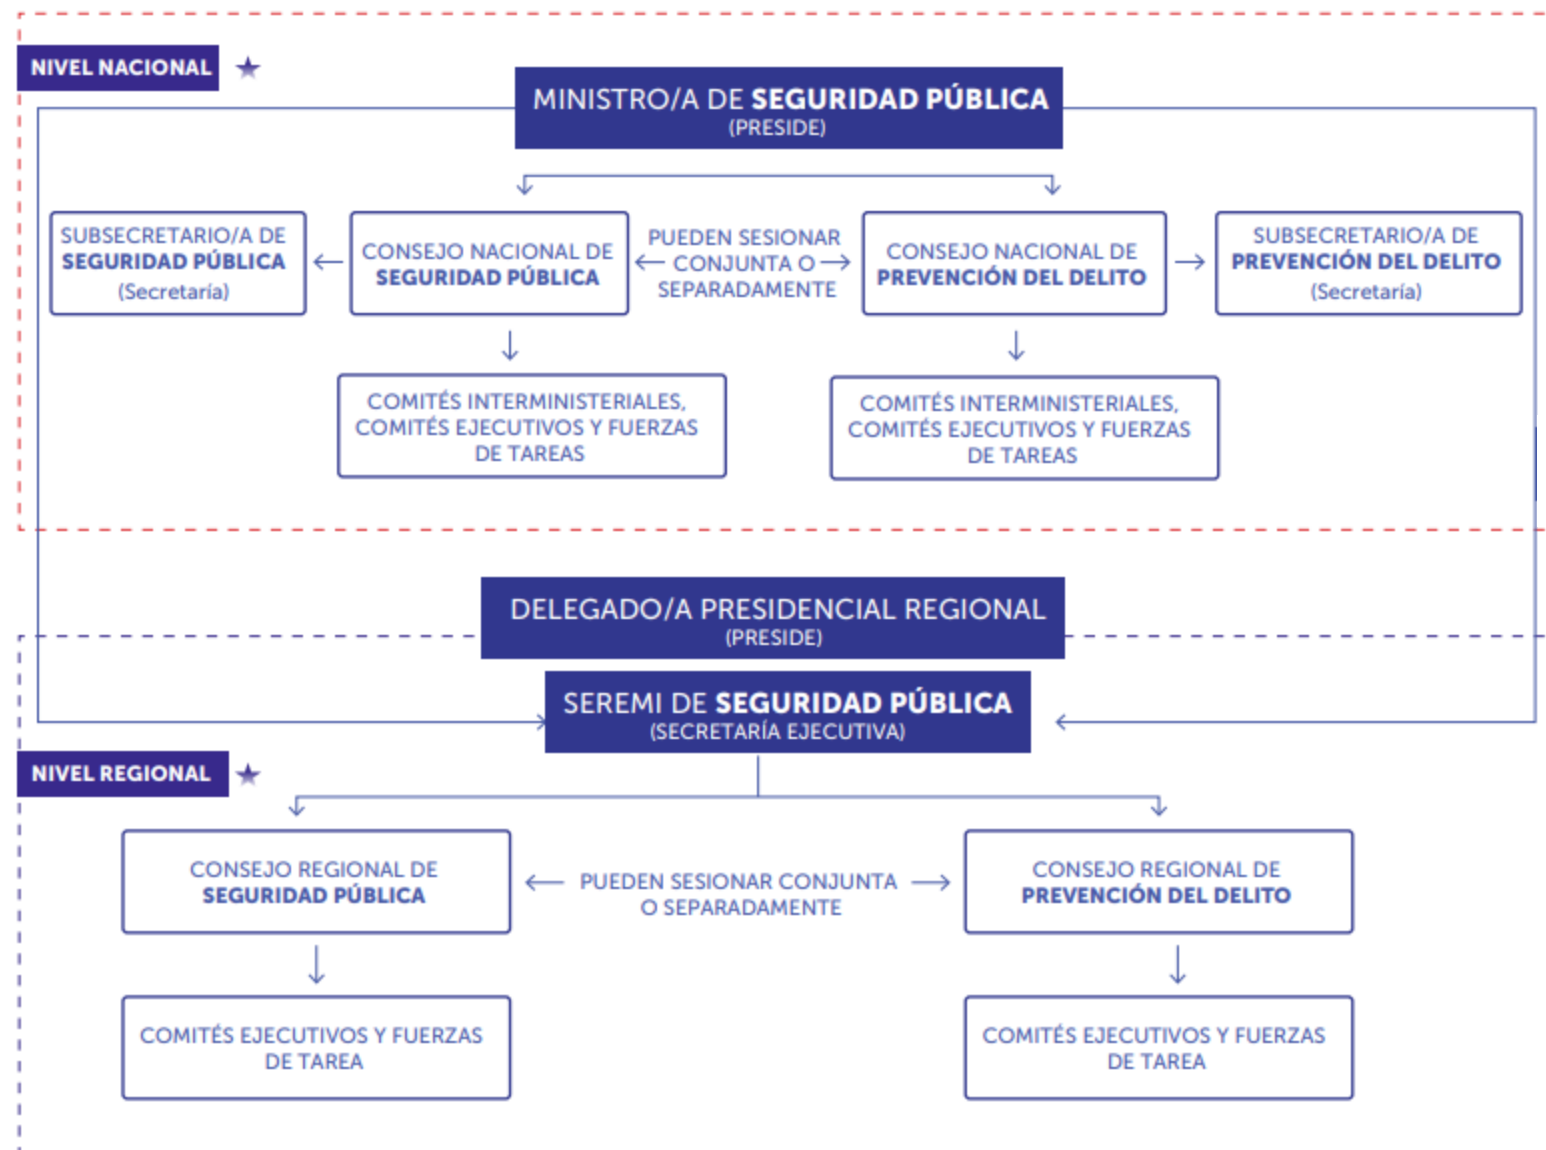 NIVEL NACIONAL
MINISTRO/A DE SEGURIDAD PÚBLICA
(PRESIDE)
SUBSECRETARIO/A DE
SEGURIDAD PÚBLICA
(Secretaría)
CONSEJO NACIONAL DE
SEGURIDAD PÚBLICA
PUEDEN SESIONAR
CONJUNTA O
SEPARADAMENTE
CONSEJO NACIONAL DE
PREVENCIÓN DEL DELITO
SUBSECRETARIO/A DE
PREVENCIÓN DEL DELITO
(Secretaría)
COMITÉS INTERMINISTERIALES,
COMITÉS EJECUTIVOS Y FUERZAS
DE TAREAS
COMITÉS INTERMINISTERIALES,
COMITÉS EJECUTIVOS Y FUERZAS
DE TAREAS
DELEGADO/A PRESIDENCIAL REGIONAL
(PRESIDE)
SEREMI DE SEGURIDAD PÚBLICA
(SECRETARÍA EJECUTIVA)
NIVEL REGIONAL
CONSEJO REGIONAL DE
SEGURIDAD PÚBLICA
PUEDEN SESIONAR CONJUNTA
O SEPARADAMENTE
CONSEJO REGIONAL DE
PREVENCIÓN DEL DELITO
COMITÉS EJECUTIVOS Y FUERZAS
DE TAREA
COMITÉS EJECUTIVOS Y FUERZAS
DE TAREA